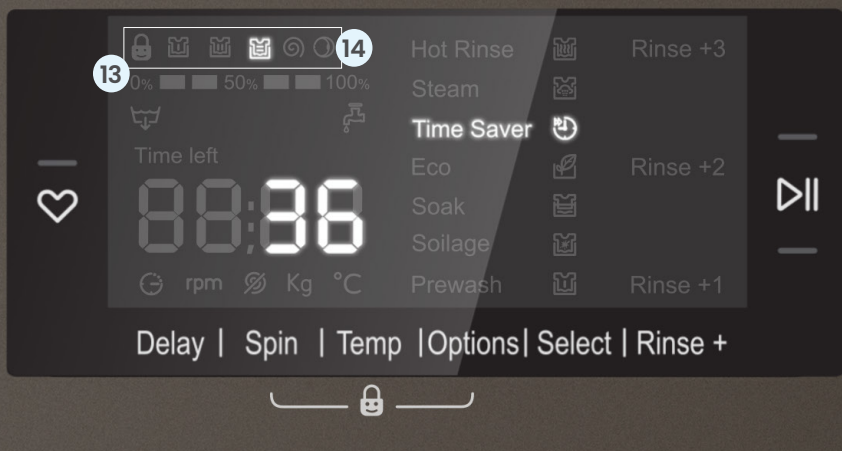 14
13
0% 50% 100%
Hot Rinse Rinse +3
Steam
Time Saver
Time left
Eco Rinse +2
36
Soak
Soilage
rpm Kg °C
Prewash Rinse +1
Delay | Spin | Temp | Options | Select | Rinse +